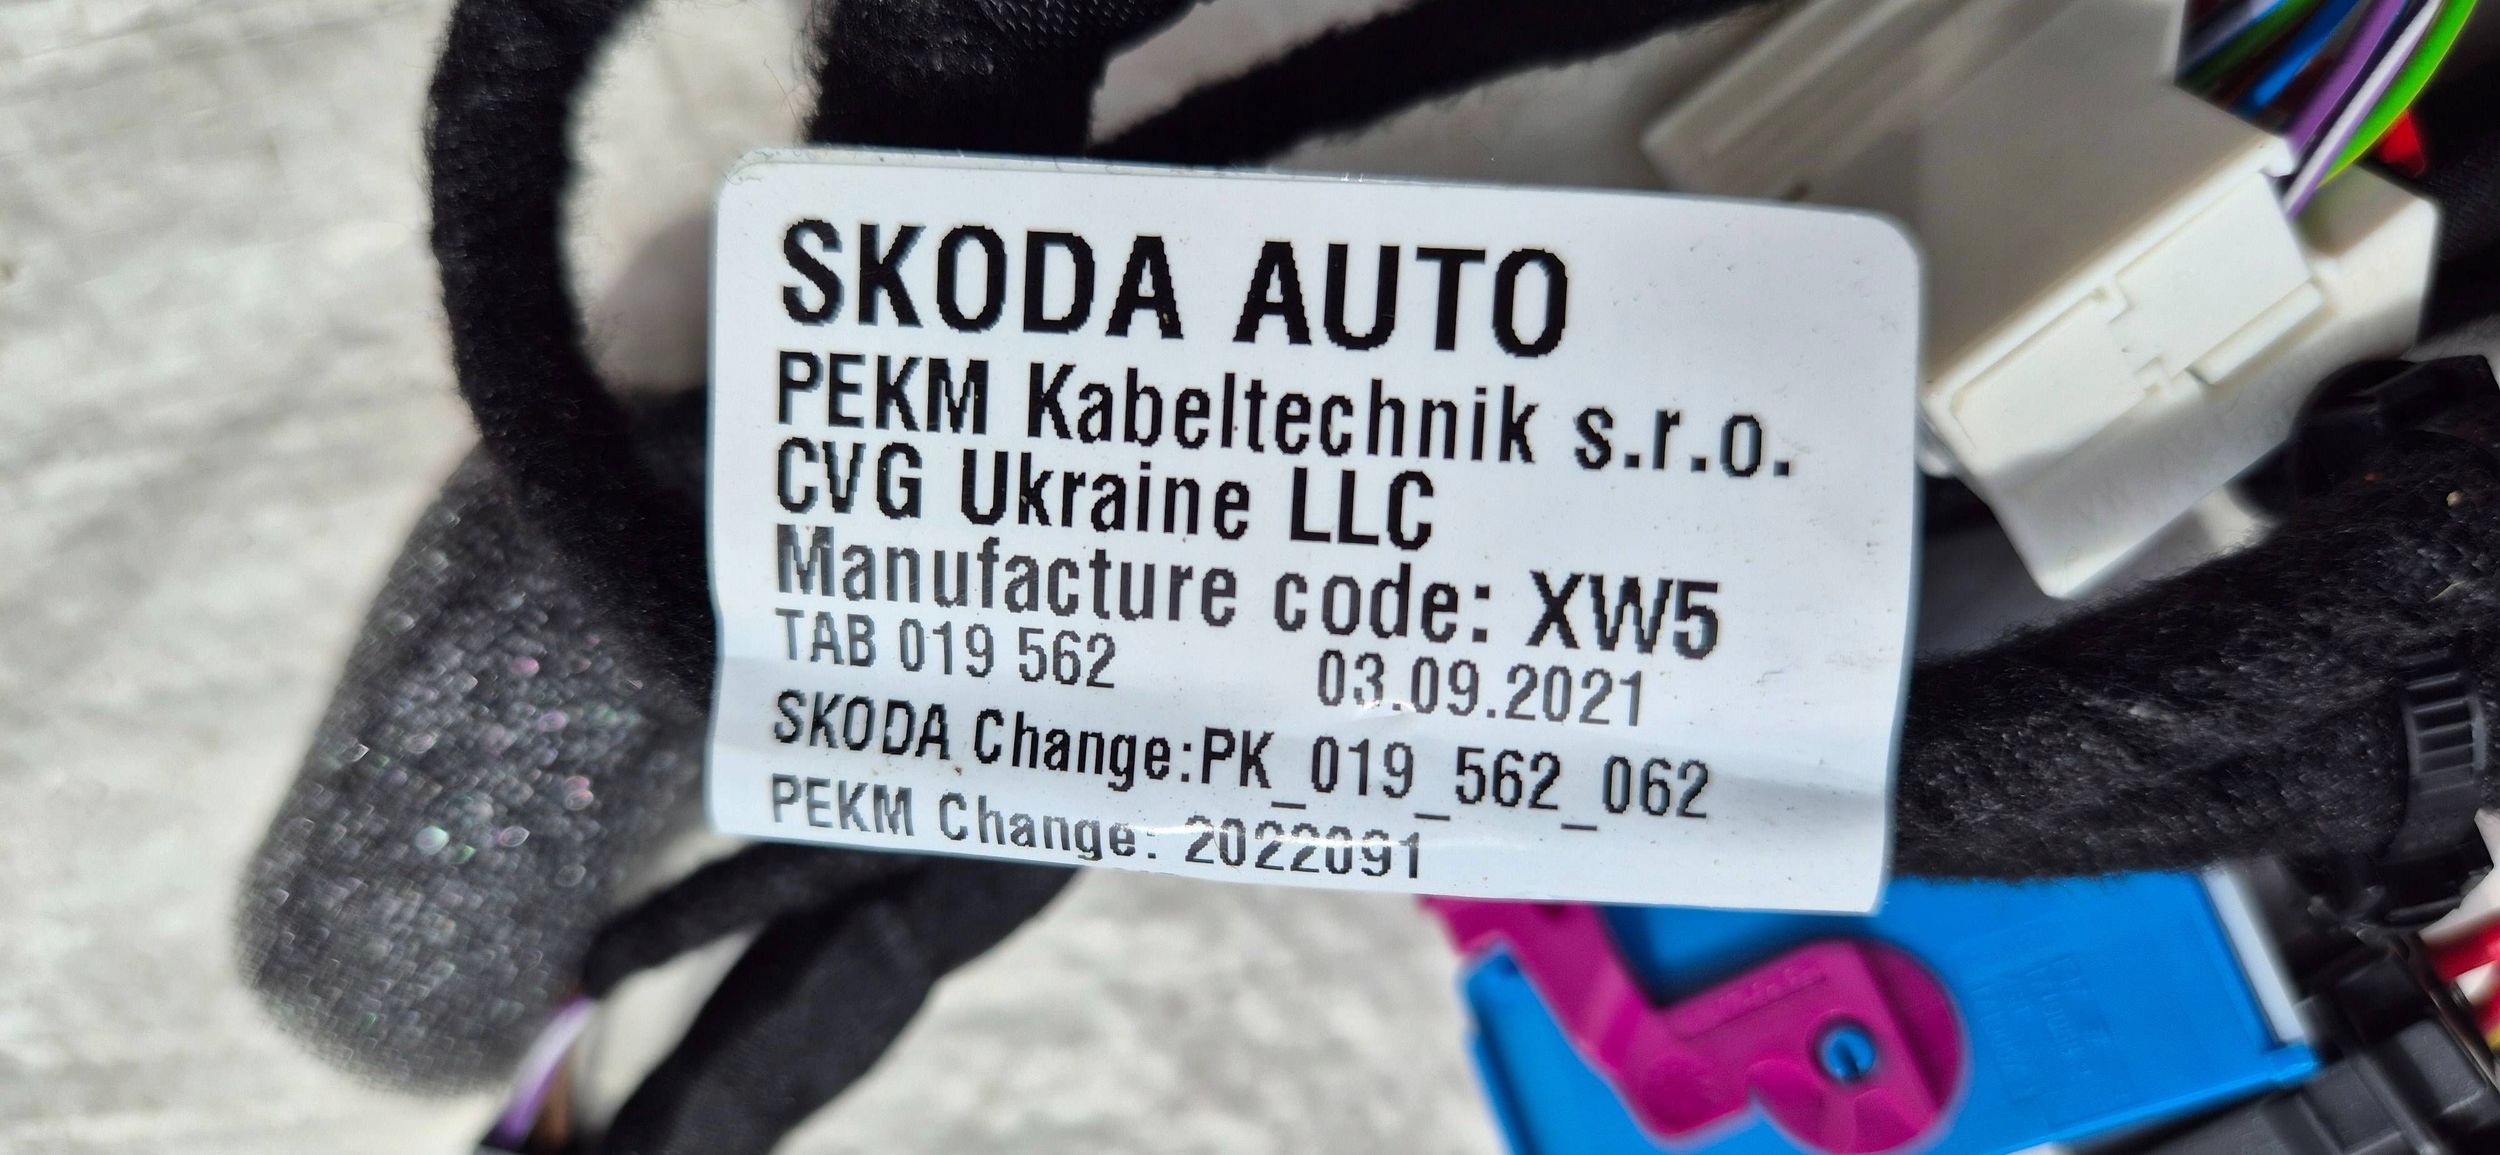 SKODA AUTO
PEKM Kabeltechnik s.r.o.
CVG Ukraine LLC
Manufacture code: XW5
TAB 019 562 03.09.2021
SKODA Change:PK_019_562_062
PEKM Change: 2022091